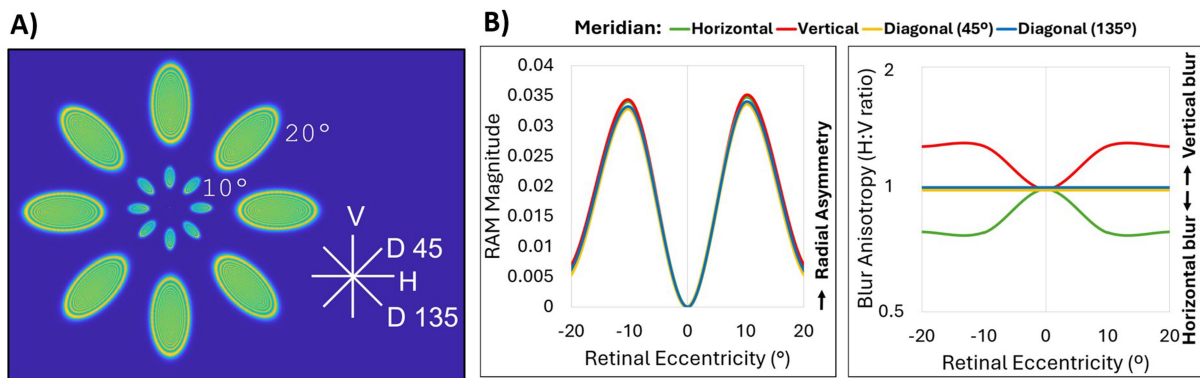 A)
20°
10°
V
D 45
H
D 135
B)
Meridian: Horizontal Vertical Diagonal (45º) Diagonal (135º)
RAM Magnitude
0.04
0.035
0.03
0.025
0.02
0.015
0.01
0.005
0
-20 -10 0 10 20
Retinal Eccentricity (º)
→ Radial Asymmetry
Blur Anisotropy (H:V ratio)
2
1
0.5
-20 -10 0 10 20
Retinal Eccentricity (º)
Horizontal blur ←→ Vertical blur